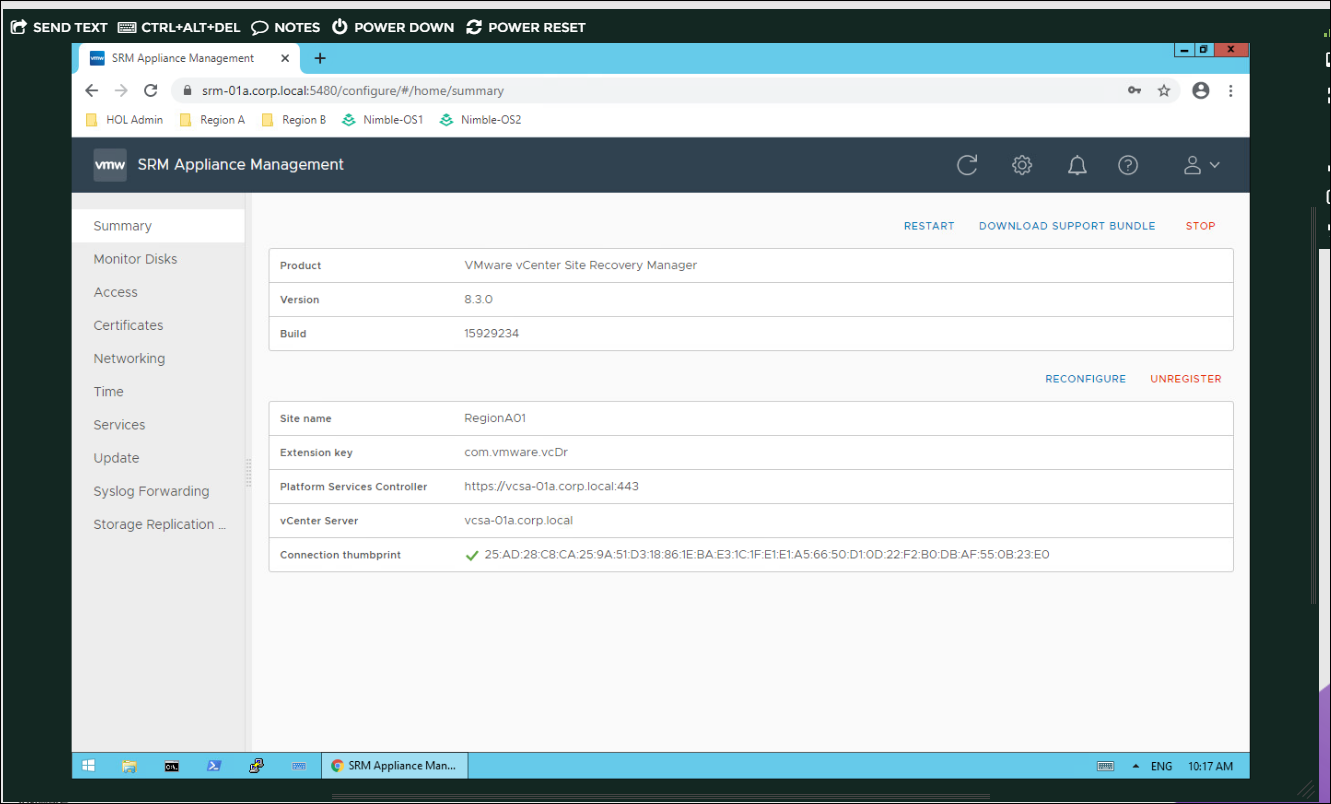 SEND TEXT CTRL+ALT+DEL NOTES POWER DOWN POWER RESET
vmw SRM Appliance Management
srm-01a.corp.local:5480/configure/#/home/summary
HOL Admin Region A Region B Nimble-OS1 Nimble-OS2
vmw SRM Appliance Management
Summary
Monitor Disks
Access
Certificates
Networking
Time
Services
Update
Syslog Forwarding
Storage Replication ...
RESTART DOWNLOAD SUPPORT BUNDLE STOP
Product VMware vCenter Site Recovery Manager
Version 8.3.0
Build 15929234
RECONFIGURE UNREGISTER
Site name RegionA01
Extension key com.vmware.vcDr
Platform Services Controller https://vcsa-01a.corp.local:443
vCenter Server vcsa-01a.corp.local
Connection thumbprint 25:AD:28:C8:CA:25:9A:51:D3:18:86:1E:BA:E3:1C:1F:E1:E1:A5:66:50:D1:0D:22:F2:B0:DB:AF:55:0B:23:E0
SRM Appliance Man... ENG 10:17 AM